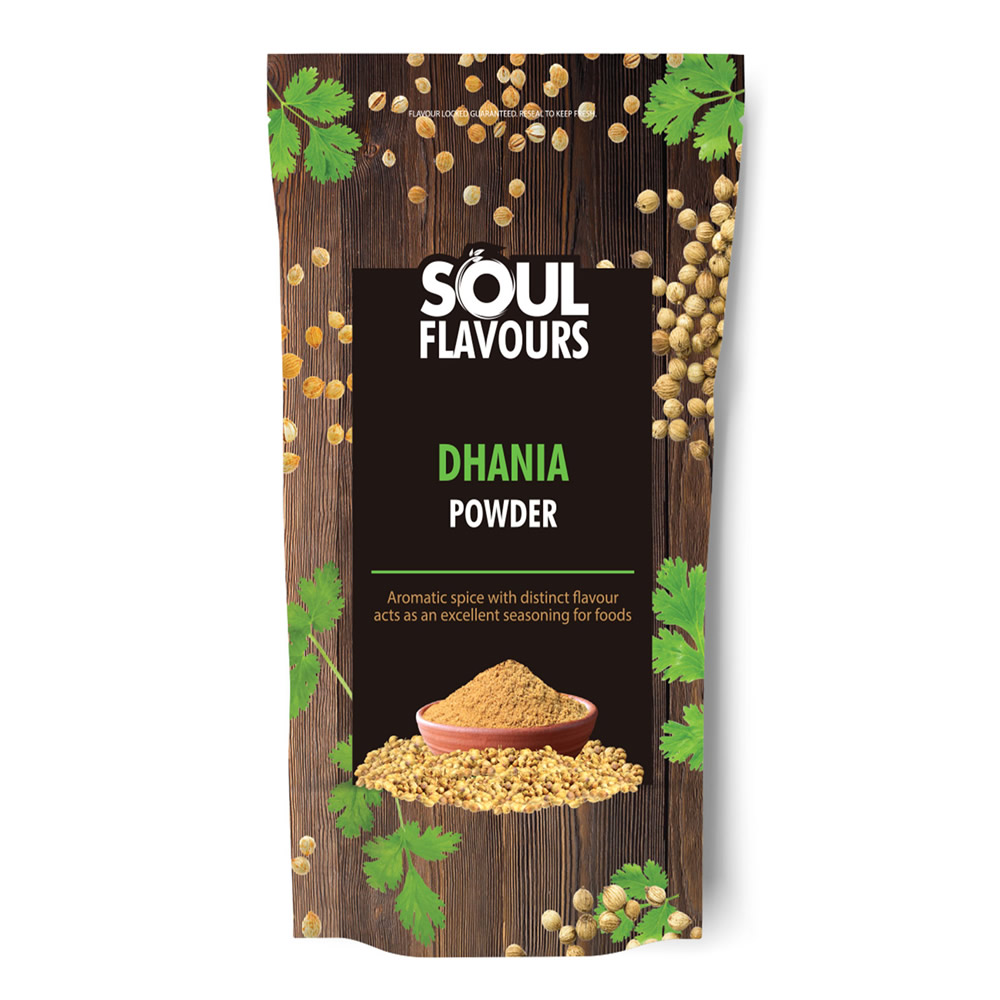 FLAVOUR LOCKED GUARANTEED. RESEAL TO KEEP FRESH.
SOUL
FLAVOURS
DHANIA
POWDER
Aromatic spice with distinct flavour
acts as an excellent seasoning for foods